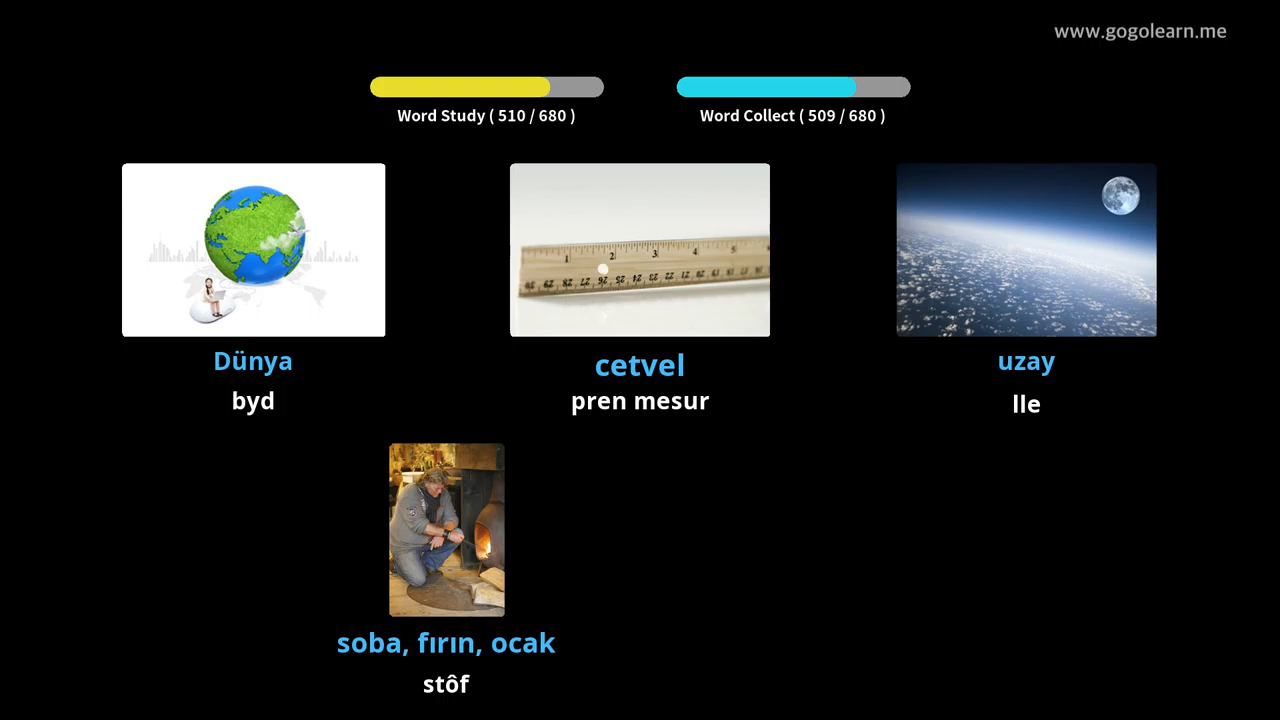 www.gogolearn.me
Word Study ( 510 / 680 )
Word Collect ( 509 / 680 )
Dünya
byd
cetvel
pren mesur
uzay
lle
soba, fırın, ocak
stôf